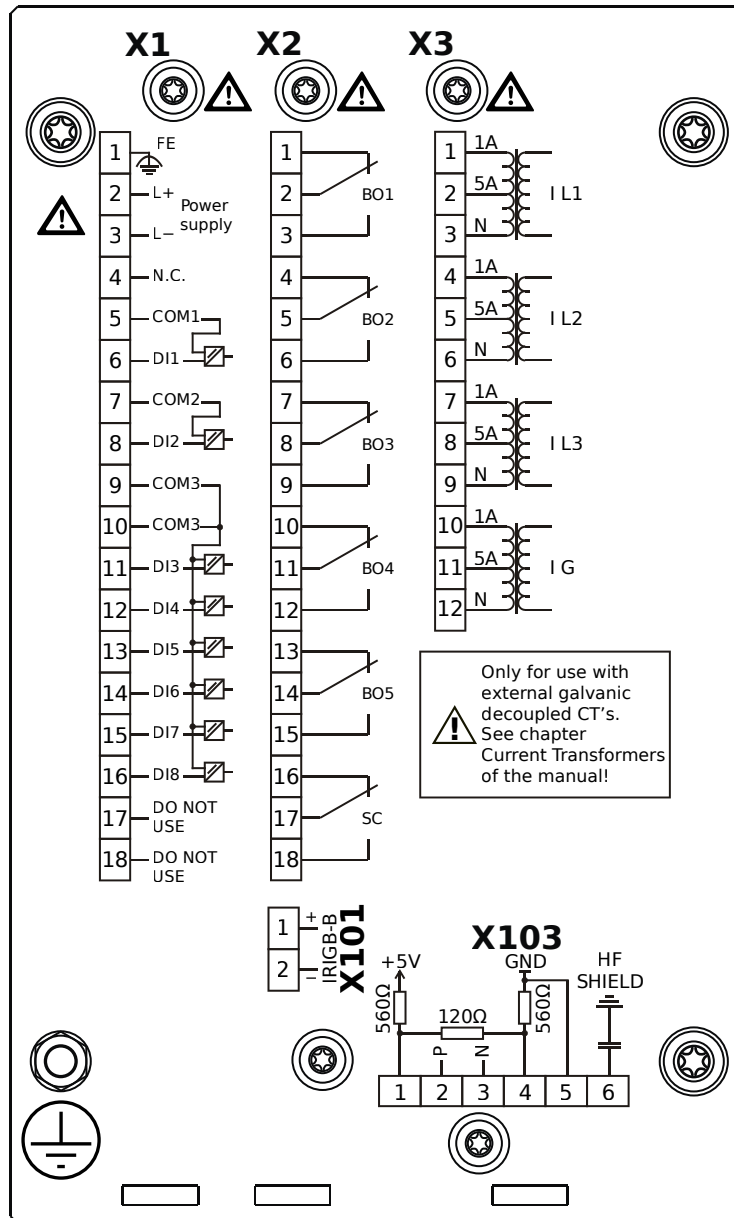 X1 X2 X3
1 FE
2 L+
Power
supply
3 L−
4 N.C.
5 COM1
6 DI1
7 COM2
8 DI2
9 COM3
10 COM3
11 DI3
12 DI4
13 DI5
14 DI6
15 DI7
16 DI8
17 DO NOT
USE
18 DO NOT
USE
1
2 BO1
3
4
5 BO2
6
7
8 BO3
9
10
11 BO4
12
13
14 BO5
15
16
17 SC
18
1 1A
2 5A I L1
3 N
4 1A
5 5A I L2
6 N
7 1A
8 5A I L3
9 N
10 1A
11 5A I G
12 N
Only for use with
external galvanic
decoupled CT's.
See chapter
Current Transformers
of the manual!
1 +
2 −
IRIGB-B
X101
X103
+5V GND HF
SHIELD
560Ω 120Ω 560Ω
P N
1 2 3 4 5 6